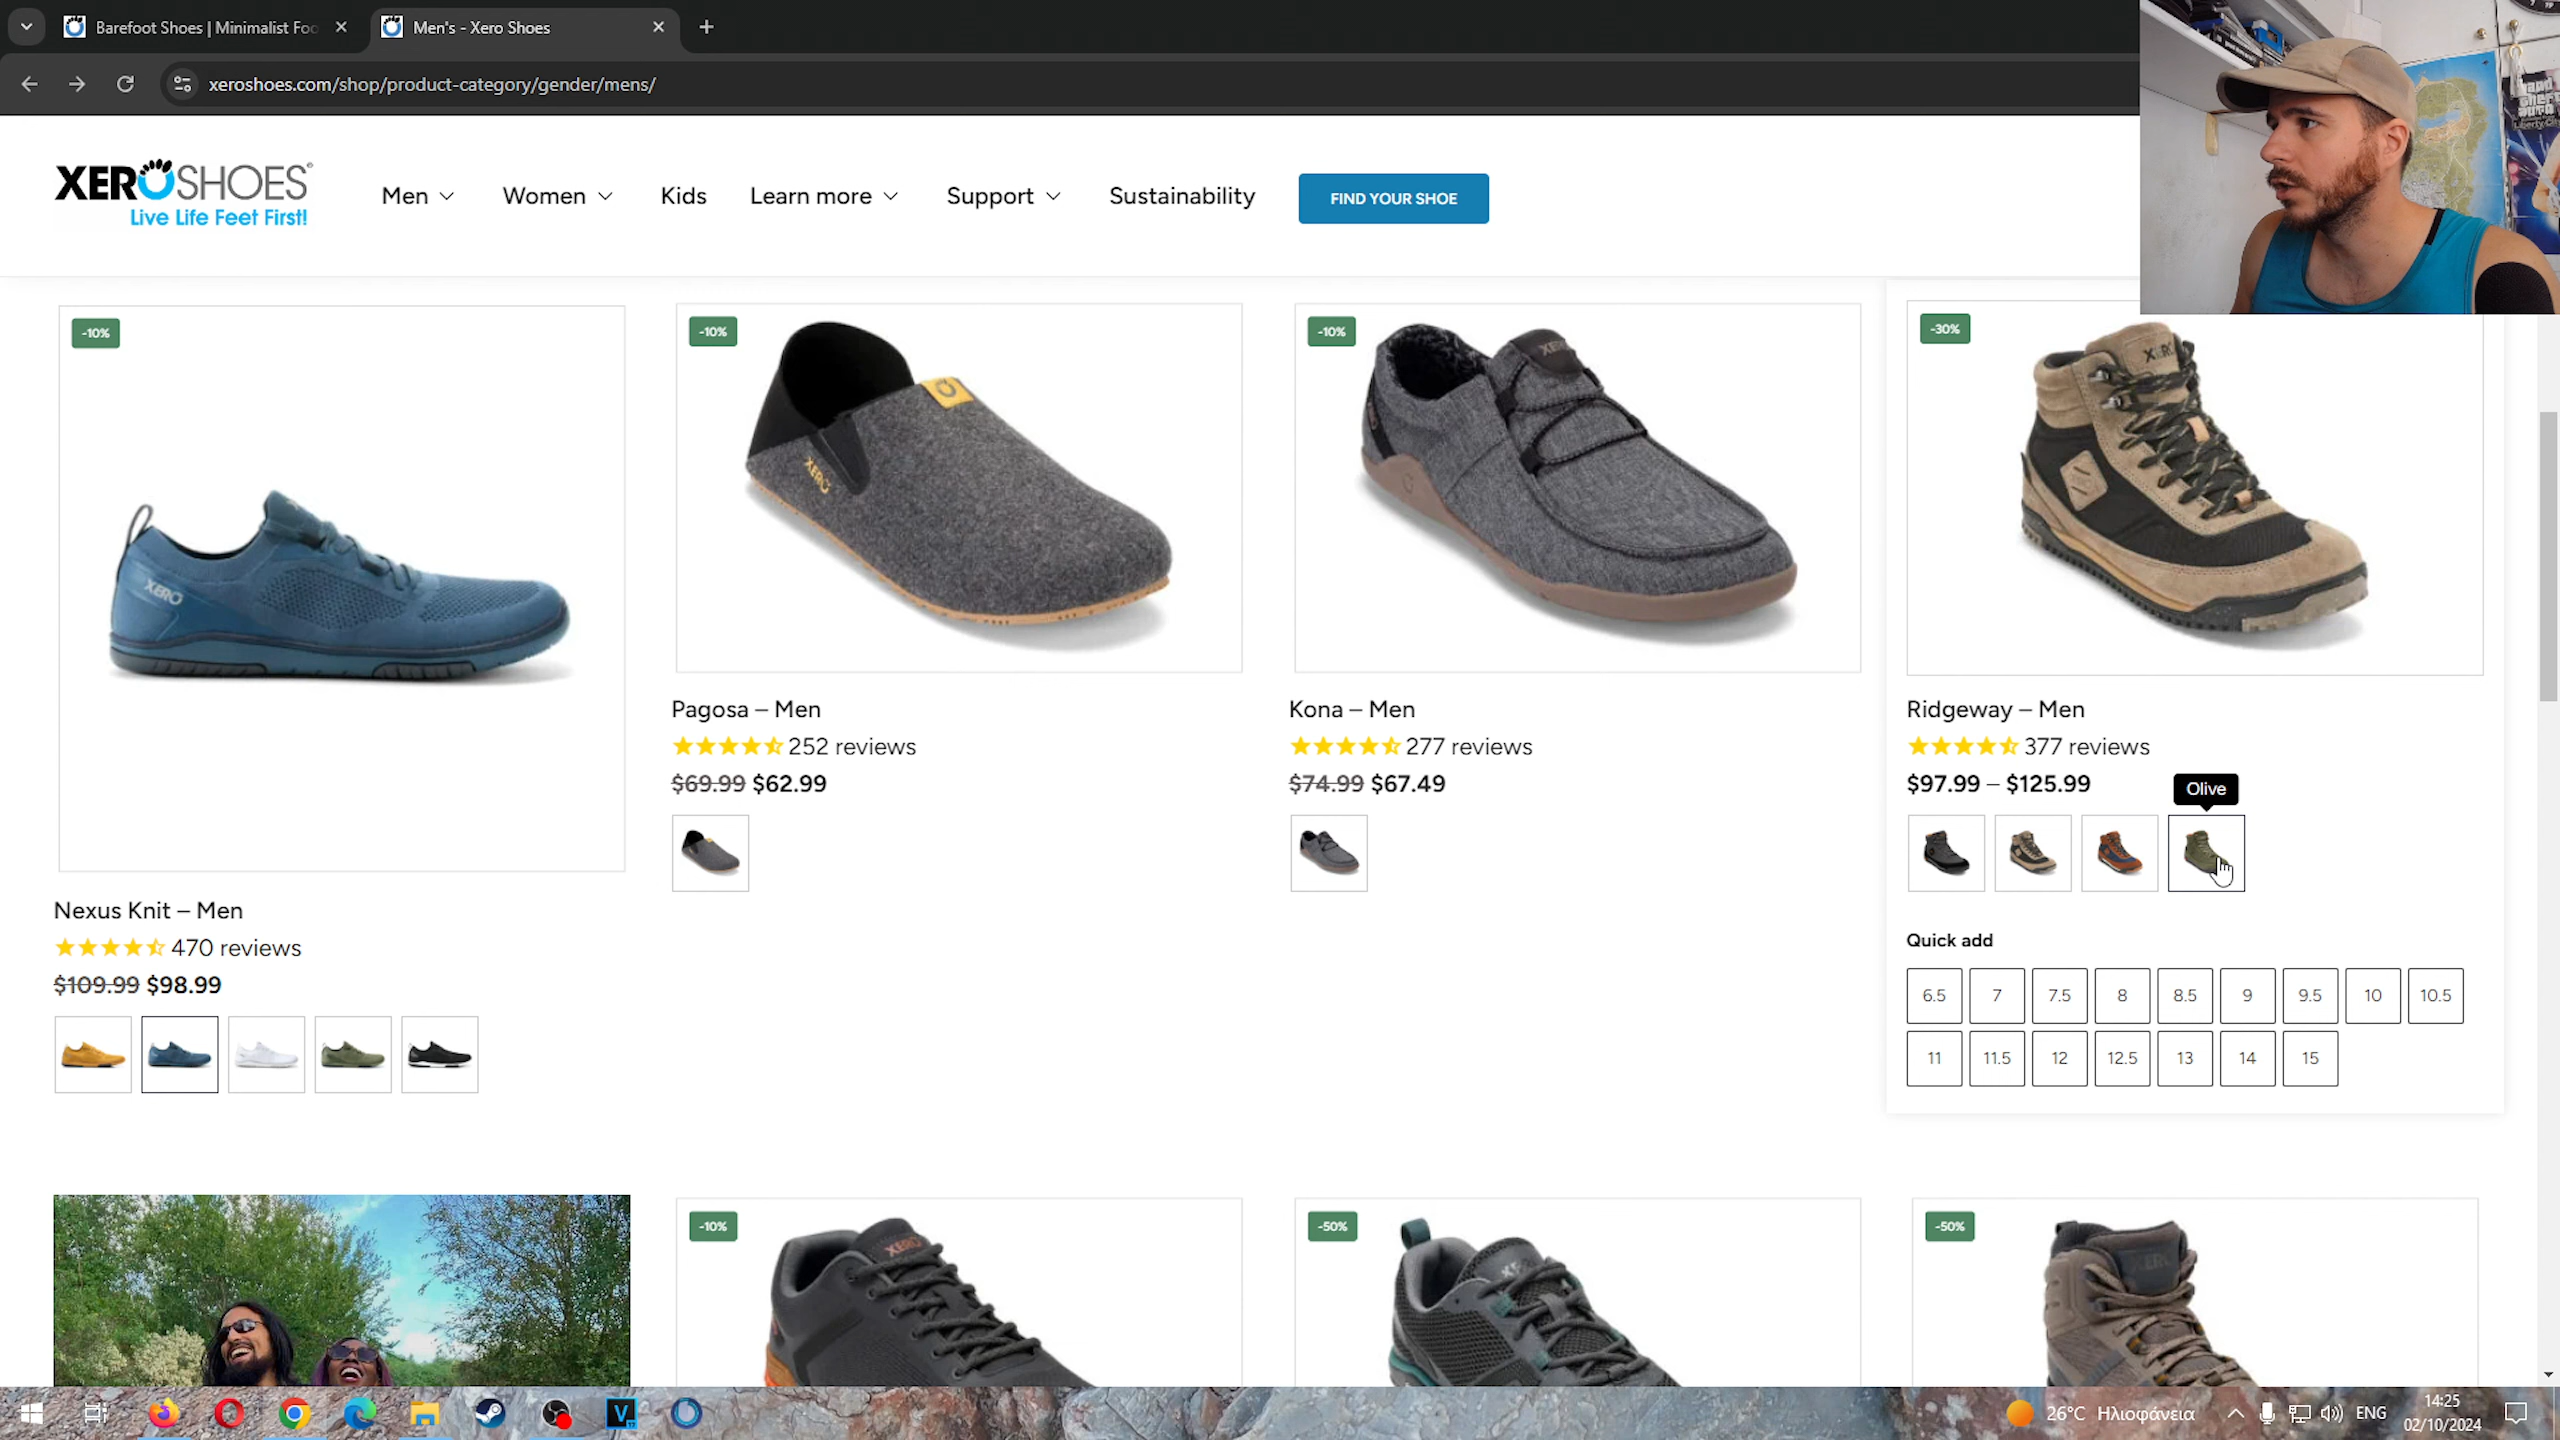 Barefoot Shoes | Minimalist Foo
Men's - Xero Shoes
xeroshoes.com/shop/product-category/gender/mens/
XEROSHOES
Live Life Feet First!
Men
Women
Kids
Learn more
Support
Sustainability
FIND YOUR SHOE
-10%
-10%
-10%
-30%
XERO
XERO
Pagosa – Men
252 reviews
$69.99 $62.99
Kona – Men
277 reviews
$74.99 $67.49
Ridgeway – Men
377 reviews
$97.99 – $125.99
Olive
Nexus Knit – Men
470 reviews
$109.99 $98.99
Quick add
6.5 7 7.5 8 8.5 9 9.5 10 10.5
11 11.5 12 12.5 13 14 15
-10%
-50%
-50%
XERO
26°C Ηλιοφάνεια
ENG
14:25
02/10/2024